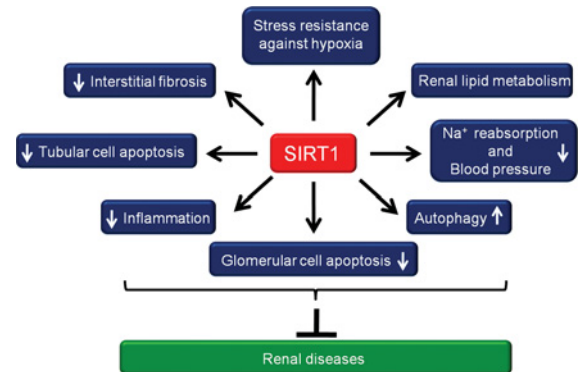 Stress resistance
against hypoxia
↓ Interstitial fibrosis
Renal lipid metabolism
↓ Tubular cell apoptosis
SIRT1
Na⁺ reabsorption
and
Blood pressure ↓
↓ Inflammation
Autophagy ↑
Glomerular cell apoptosis ↓
Renal diseases